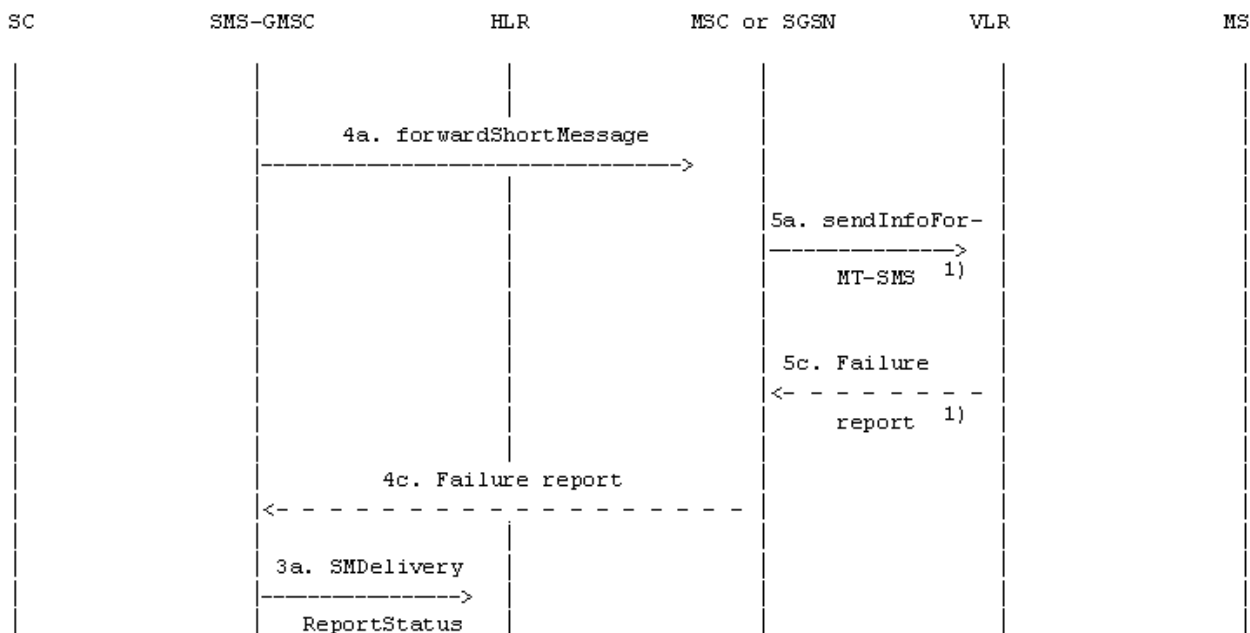 SC SMS-GMSC HLR MSC or SGSN VLR MS
4a. forwardShortMessage
5a. sendInfoFor-
MT-SMS 1)
5c. Failure
report 1)
4c. Failure report
3a. SMDelivery
ReportStatus